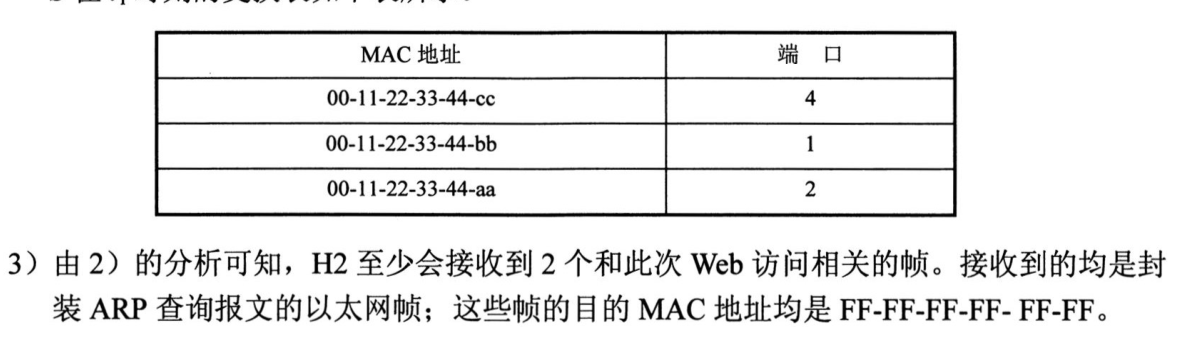 MAC 地址 端 口
00-11-22-33-44-cc 4
00-11-22-33-44-bb 1
00-11-22-33-44-aa 2
3）由 2）的分析可知，H2 至少会接收到 2 个和此次 Web 访问相关的帧。接收到的均是封
装 ARP 查询报文的以太网帧；这些帧的目的 MAC 地址均是 FF-FF-FF-FF- FF-FF。